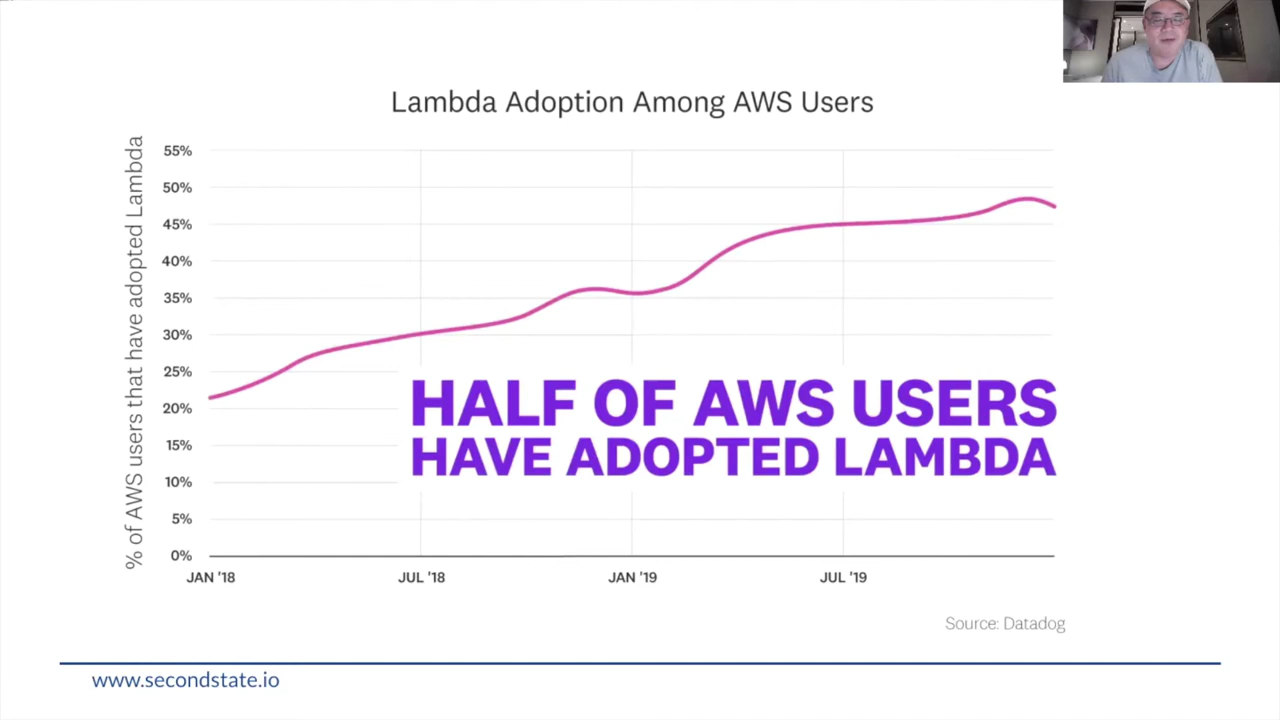 Lambda Adoption Among AWS Users
% of AWS users that have adopted Lambda
55%
50%
45%
40%
35%
30%
25%
20%
15%
10%
5%
0%
HALF OF AWS USERS
HAVE ADOPTED LAMBDA
JAN '18
JUL '18
JAN '19
JUL '19
Source: Datadog
www.secondstate.io